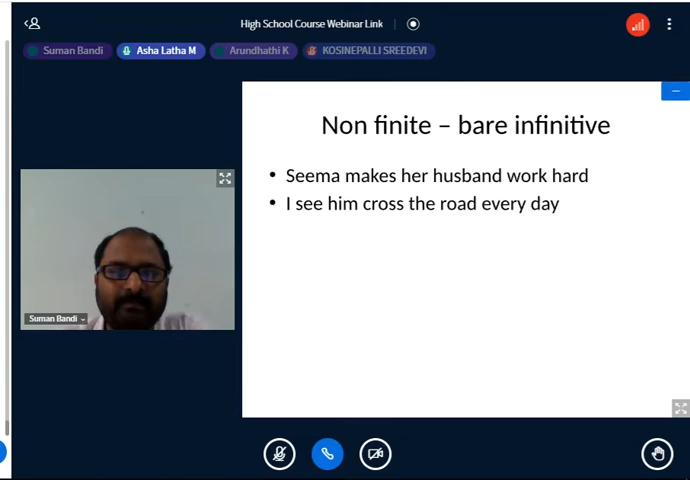 High School Course Webinar Link
Suman Bandi
Asha Latha M
Arundhathi K
KOSINEPALLI SREEDEVI
Non finite – bare infinitive
• Seema makes her husband work hard
• I see him cross the road every day
Suman Bandi